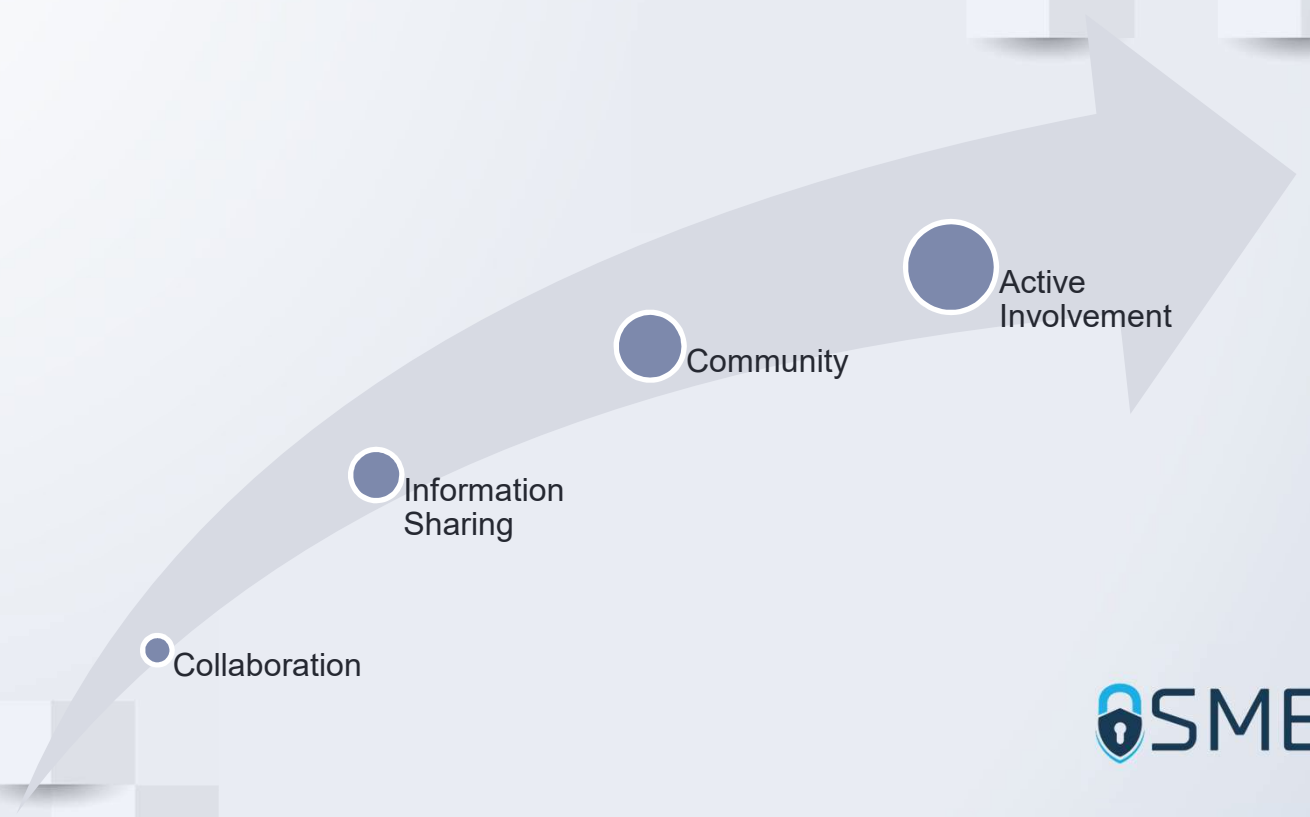 Active
Involvement
Community
Information
Sharing
Collaboration
SME